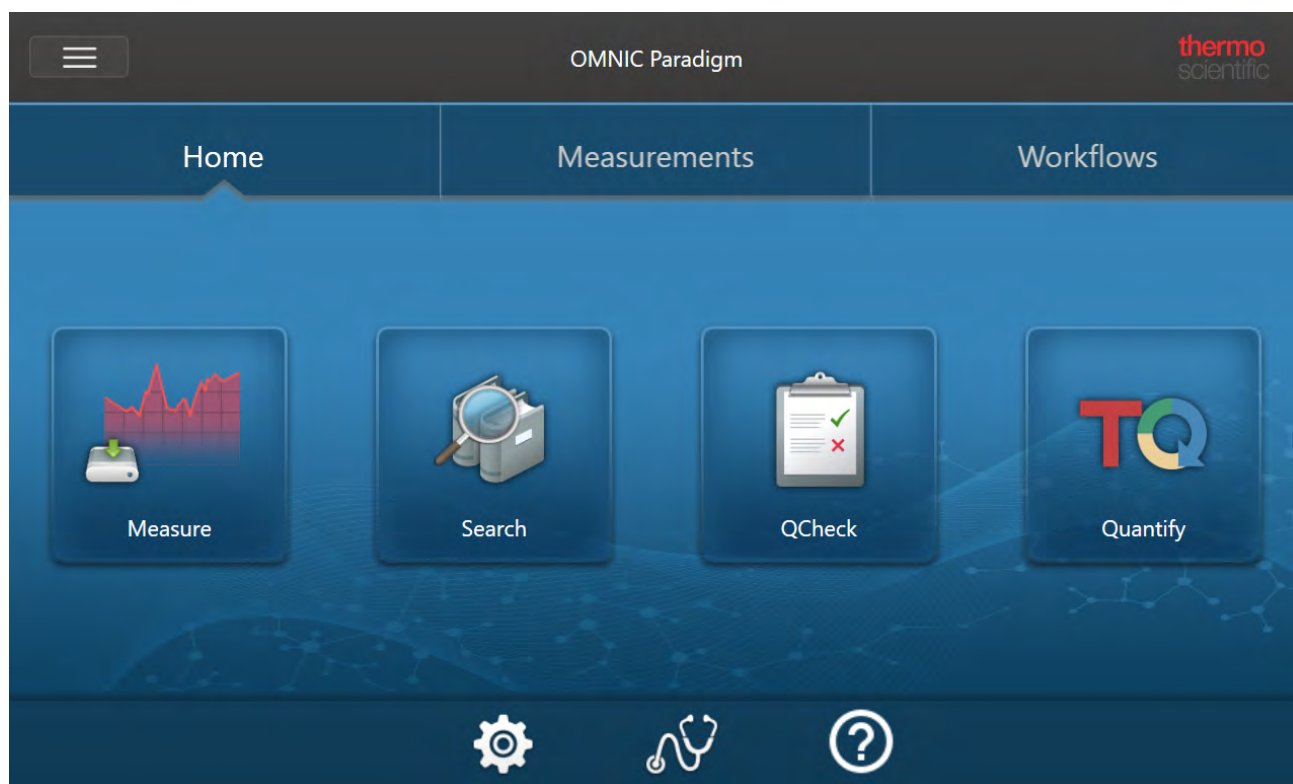 OMNIC Paradigm
thermo
scientific
Home
Measurements
Workflows
Measure
Search
QCheck
TQ
Quantify
?